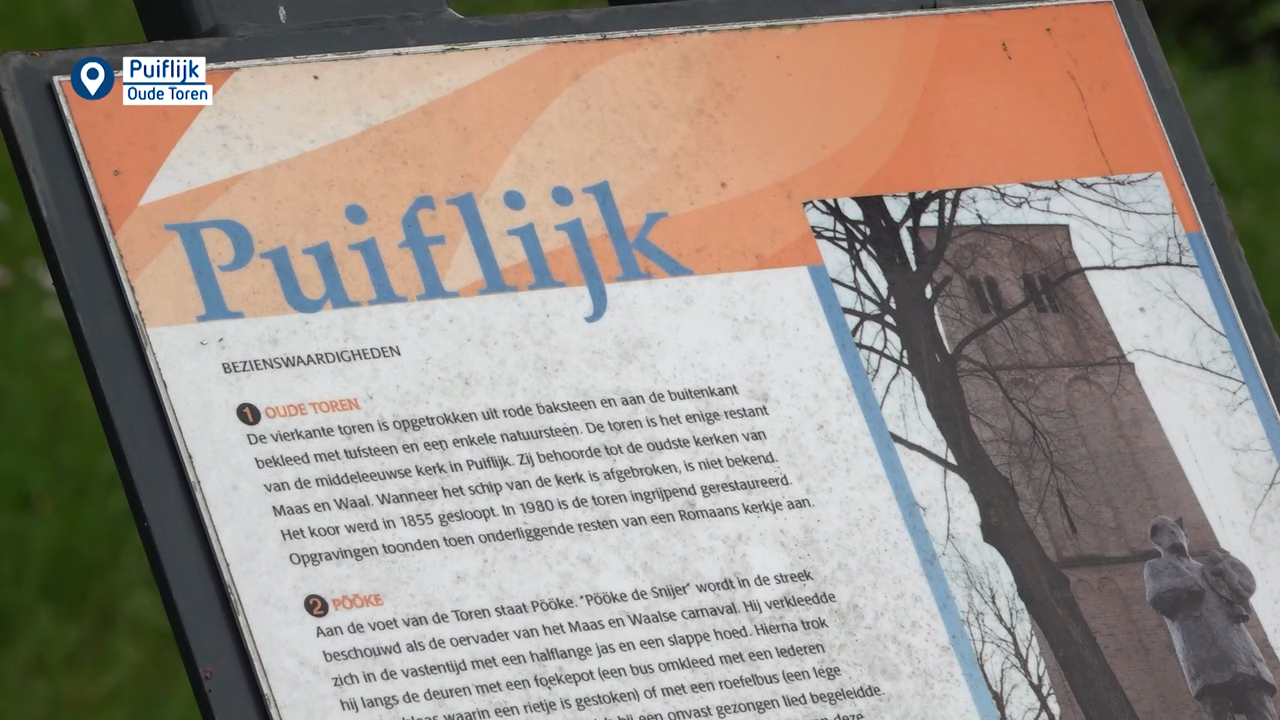 Puiflijk
Oude Toren
Puiflijk
BEZIENSWAARDIGHEDEN
1 OUDE TOREN
De vierkante toren is opgetrokken uit rode baksteen en aan de buitenkant
bekleed met tufsteen en een enkele natuursteen. De toren is het enige restant
van de middeleeuwse kerk in Puiflijk. Zij behoorde tot de oudste kerken van
Maas en Waal. Wanneer het schip van de kerk is afgebroken, is niet bekend.
Het koor werd in 1855 gesloopt. In 1980 is de toren ingrijpend gerestaureerd.
Opgravingen toonden toen onderliggende resten van een Romaans kerkje aan.
2 PÖÖKE
Aan de voet van de Toren staat Pööke. "Pööke de Snijer" wordt in de streek
beschouwd als de oervader van het Maas en Waalse carnaval. Hij verkleedde
zich in de vastentijd met een halflange jas en een slappe hoed. Hierna trok
hij langs de deuren met een foekepot (een bus omkleed met een lederen
waarin een rietje is gestoken) of met een roefelbus (een lege
hij een onvast gezongen lied begeleidde.
deze